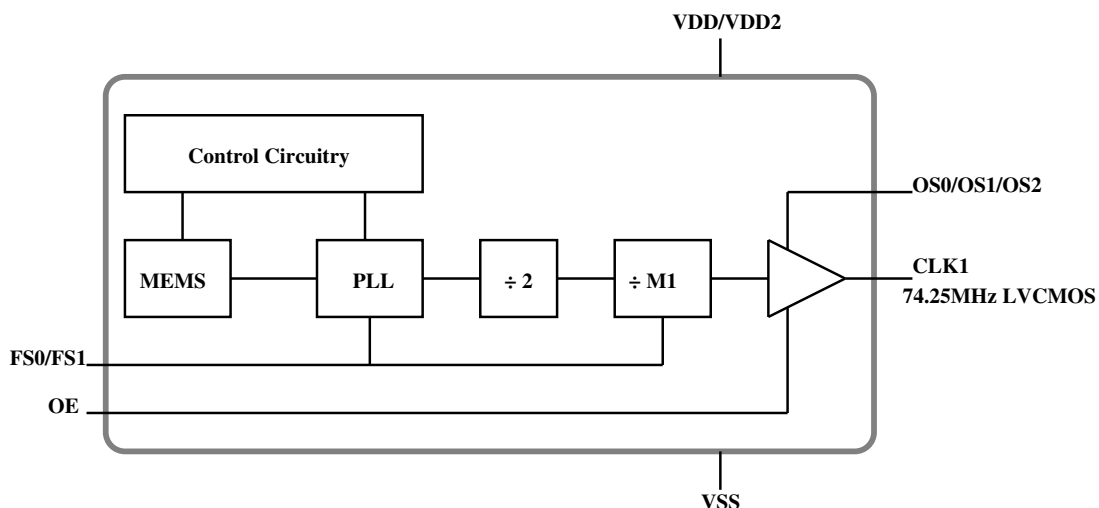 VDD/VDD2
Control Circuitry
OS0/OS1/OS2
MEMS
PLL
÷ 2
÷ M1
CLK1
74.25MHz LVCMOS
FS0/FS1
OE
VSS